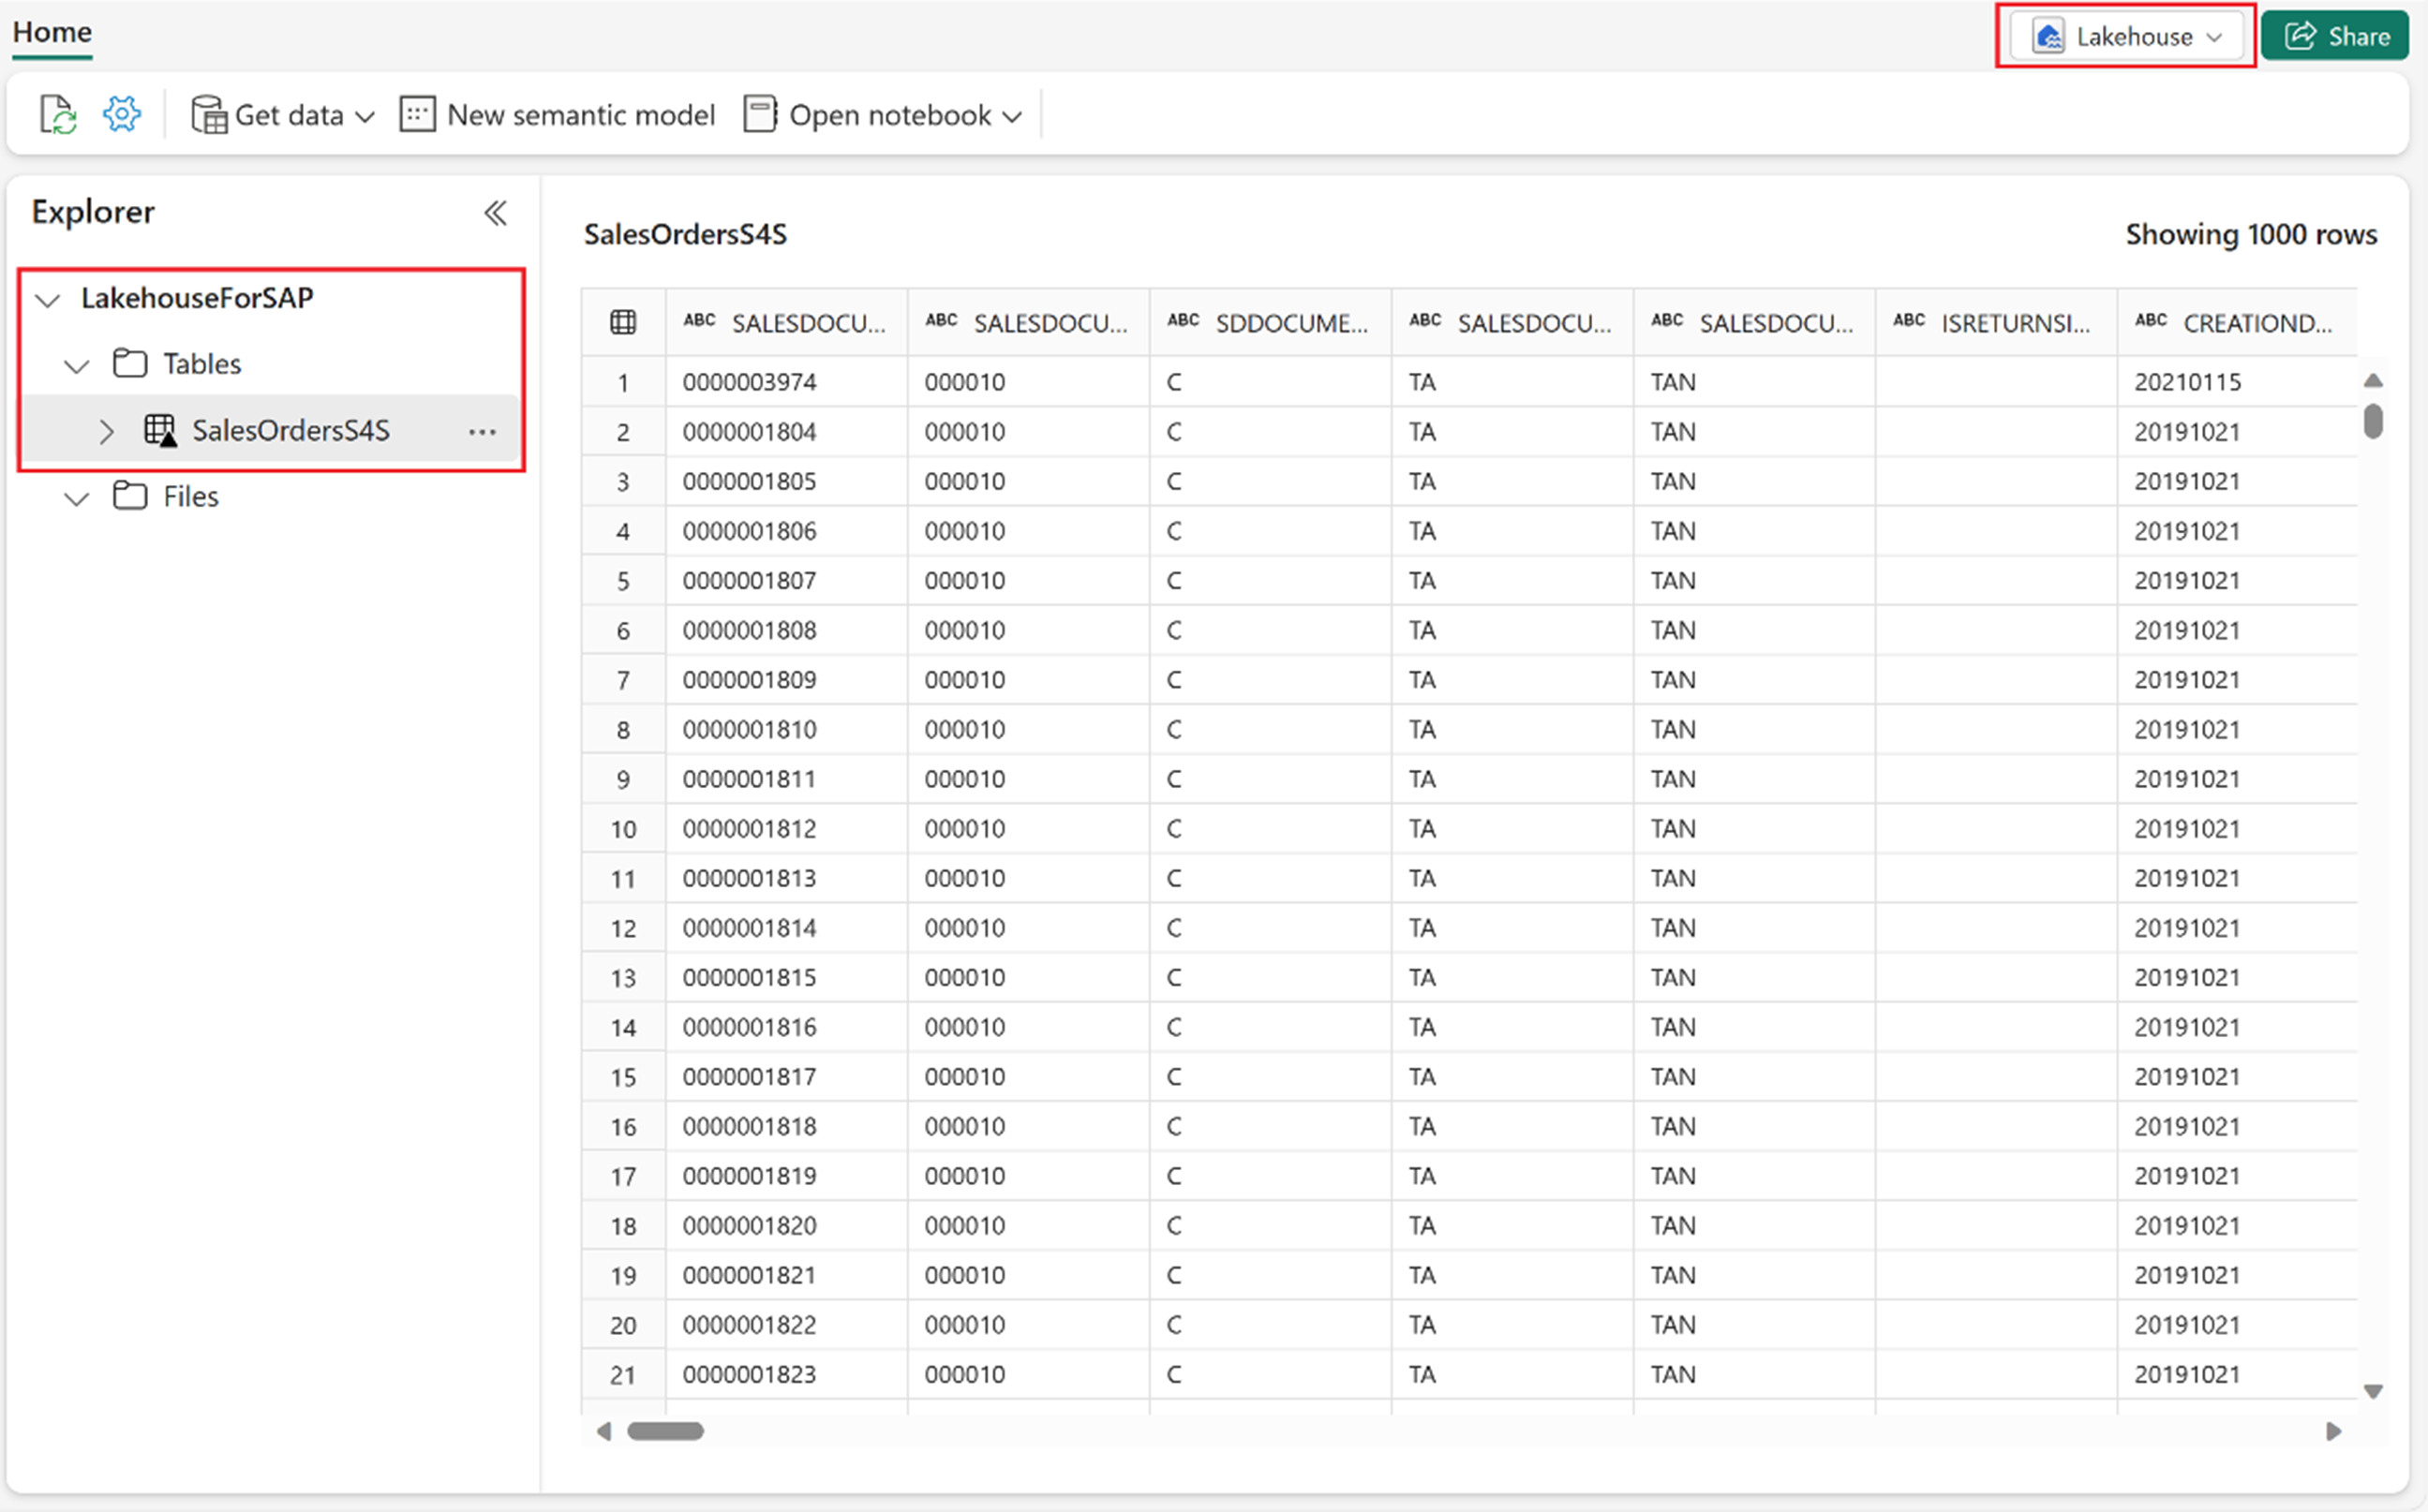 Home
Lakehouse
Share
Get data
New semantic model
Open notebook
Explorer
LakehouseForSAP
Tables
SalesOrdersS4S
Files
SalesOrdersS4S
Showing 1000 rows
ABC SALESDOCU... ABC SALESDOCU... ABC SDDOCUME... ABC SALESDOCU... ABC SALESDOCU... ABC ISRETURNSI... ABC CREATIOND...
1 0000003974 000010 C TA TAN 20210115
2 0000001804 000010 C TA TAN 20191021
3 0000001805 000010 C TA TAN 20191021
4 0000001806 000010 C TA TAN 20191021
5 0000001807 000010 C TA TAN 20191021
6 0000001808 000010 C TA TAN 20191021
7 0000001809 000010 C TA TAN 20191021
8 0000001810 000010 C TA TAN 20191021
9 0000001811 000010 C TA TAN 20191021
10 0000001812 000010 C TA TAN 20191021
11 0000001813 000010 C TA TAN 20191021
12 0000001814 000010 C TA TAN 20191021
13 0000001815 000010 C TA TAN 20191021
14 0000001816 000010 C TA TAN 20191021
15 0000001817 000010 C TA TAN 20191021
16 0000001818 000010 C TA TAN 20191021
17 0000001819 000010 C TA TAN 20191021
18 0000001820 000010 C TA TAN 20191021
19 0000001821 000010 C TA TAN 20191021
20 0000001822 000010 C TA TAN 20191021
21 0000001823 000010 C TA TAN 20191021